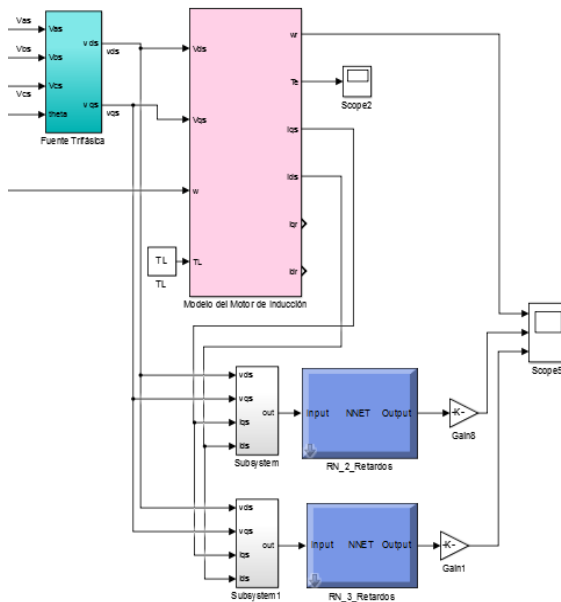 Vas
Vbs
Vcs
Vas
Vbs
Vcs
theta
vds
vqs
vds
vqs
Fuente Trifásica
Vds
Vqs
w
TL
wr
Te
Iqs
Ids
Iqr
Idr
Modelo del Motor de Inducción
TL
TL
Scope2
Scope5
vds
vqs
Iqs
Ids
out
Subsystem
Input NNET Output
RN_2_Retardos
-K-
Gain8
vds
vqs
Iqs
Ids
out
Subsystem1
Input NNET Output
RN_3_Retardos
-K-
Gain1